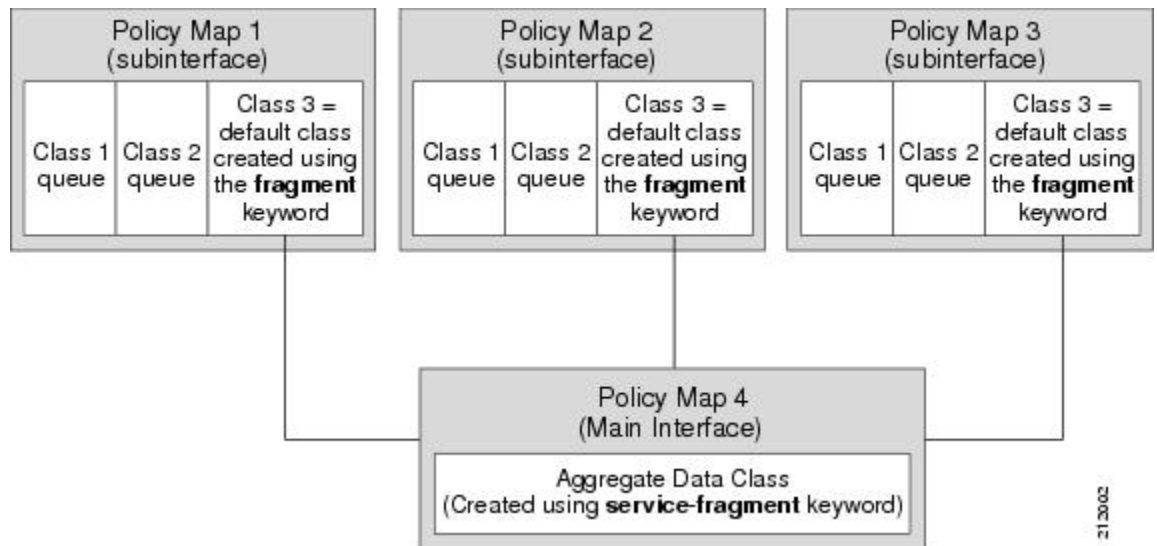 Policy Map 1
(subinterface)
Class 1
queue
Class 2
queue
Class 3 =
default class
created using
the fragment
keyword
Policy Map 2
(subinterface)
Class 1
queue
Class 2
queue
Class 3 =
default class
created using
the fragment
keyword
Policy Map 3
(subinterface)
Class 1
queue
Class 2
queue
Class 3 =
default class
created using
the fragment
keyword
Policy Map 4
(Main Interface)
Aggregate Data Class
(Created using service-fragment keyword)
212002